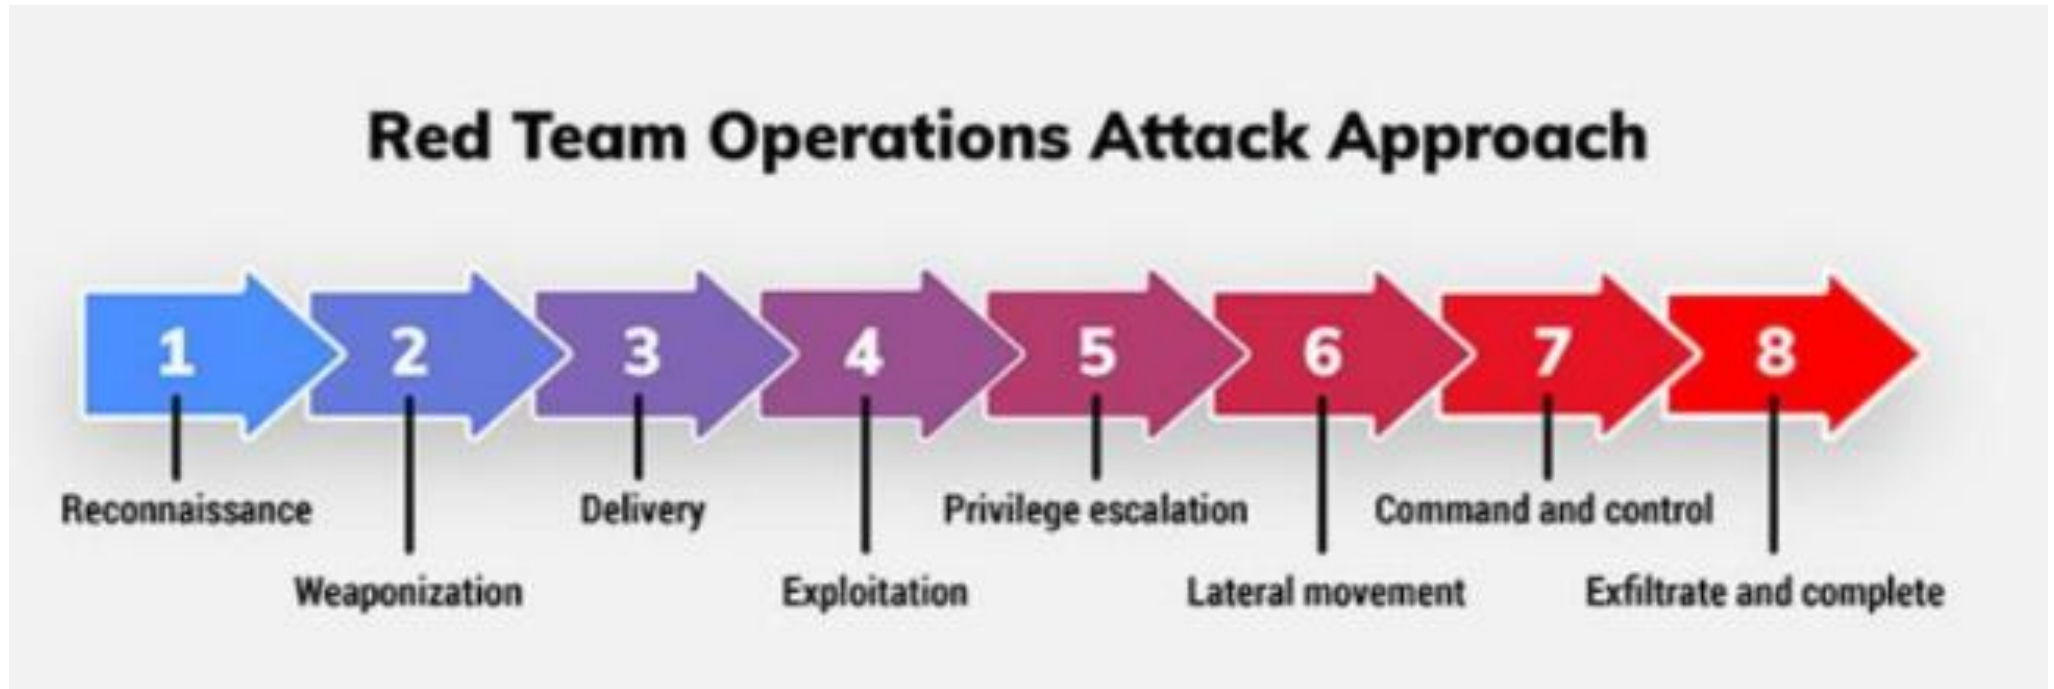 Red Team Operations Attack Approach
1 2 3 4 5 6 7 8
Reconnaissance Delivery Privilege escalation Command and control
Weaponization Exploitation Lateral movement Exfiltrate and complete